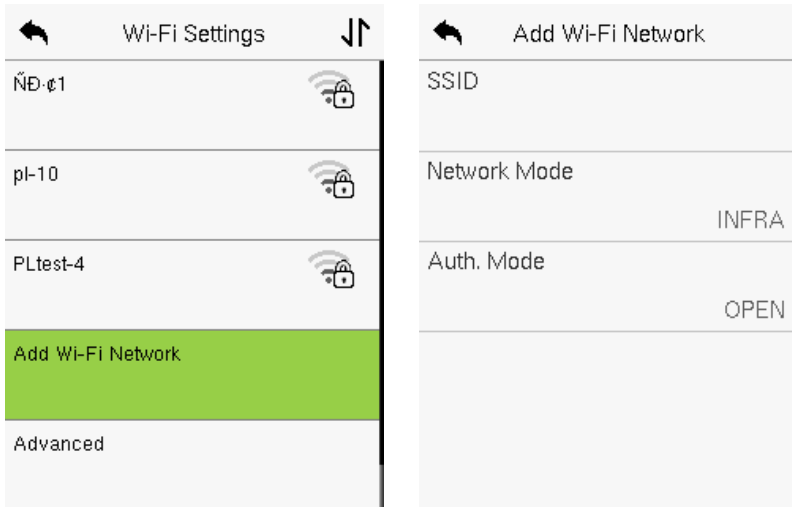 Wi-Fi Settings
ÑĐ·¢1
pl-10
PLtest-4
Add Wi-Fi Network
Advanced
Add Wi-Fi Network
SSID
Network Mode
INFRA
Auth. Mode
OPEN